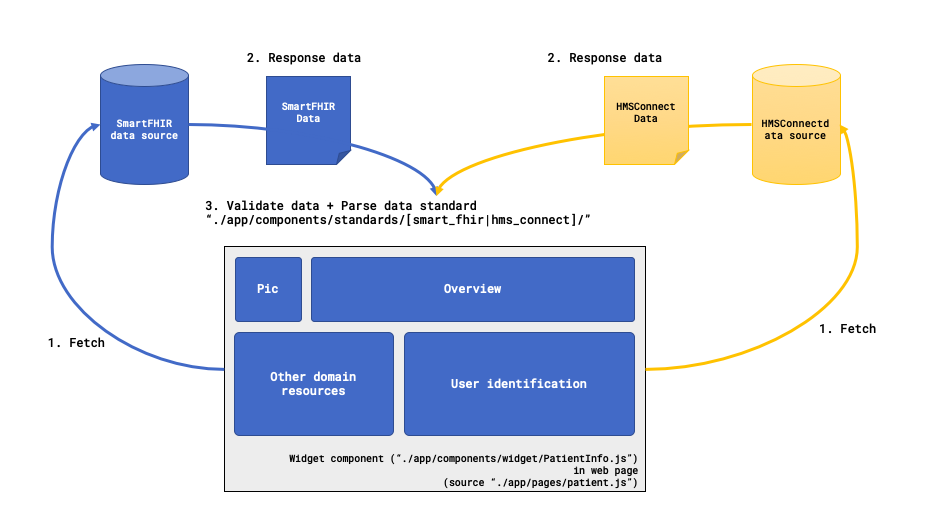 2. Response data
2. Response data
SmartFHIR
data source
SmartFHIR
Data
HMSConnect
Data
HMSConnectd
ata source
3. Validate data + Parse data standard
“./app/components/standards/[smart_fhir|hms_connect]/”
Pic
Overview
1. Fetch
1. Fetch
Other domain
resources
User identification
Widget component (“./app/components/widget/PatientInfo.js”)
in web page
(source “./app/pages/patient.js”)